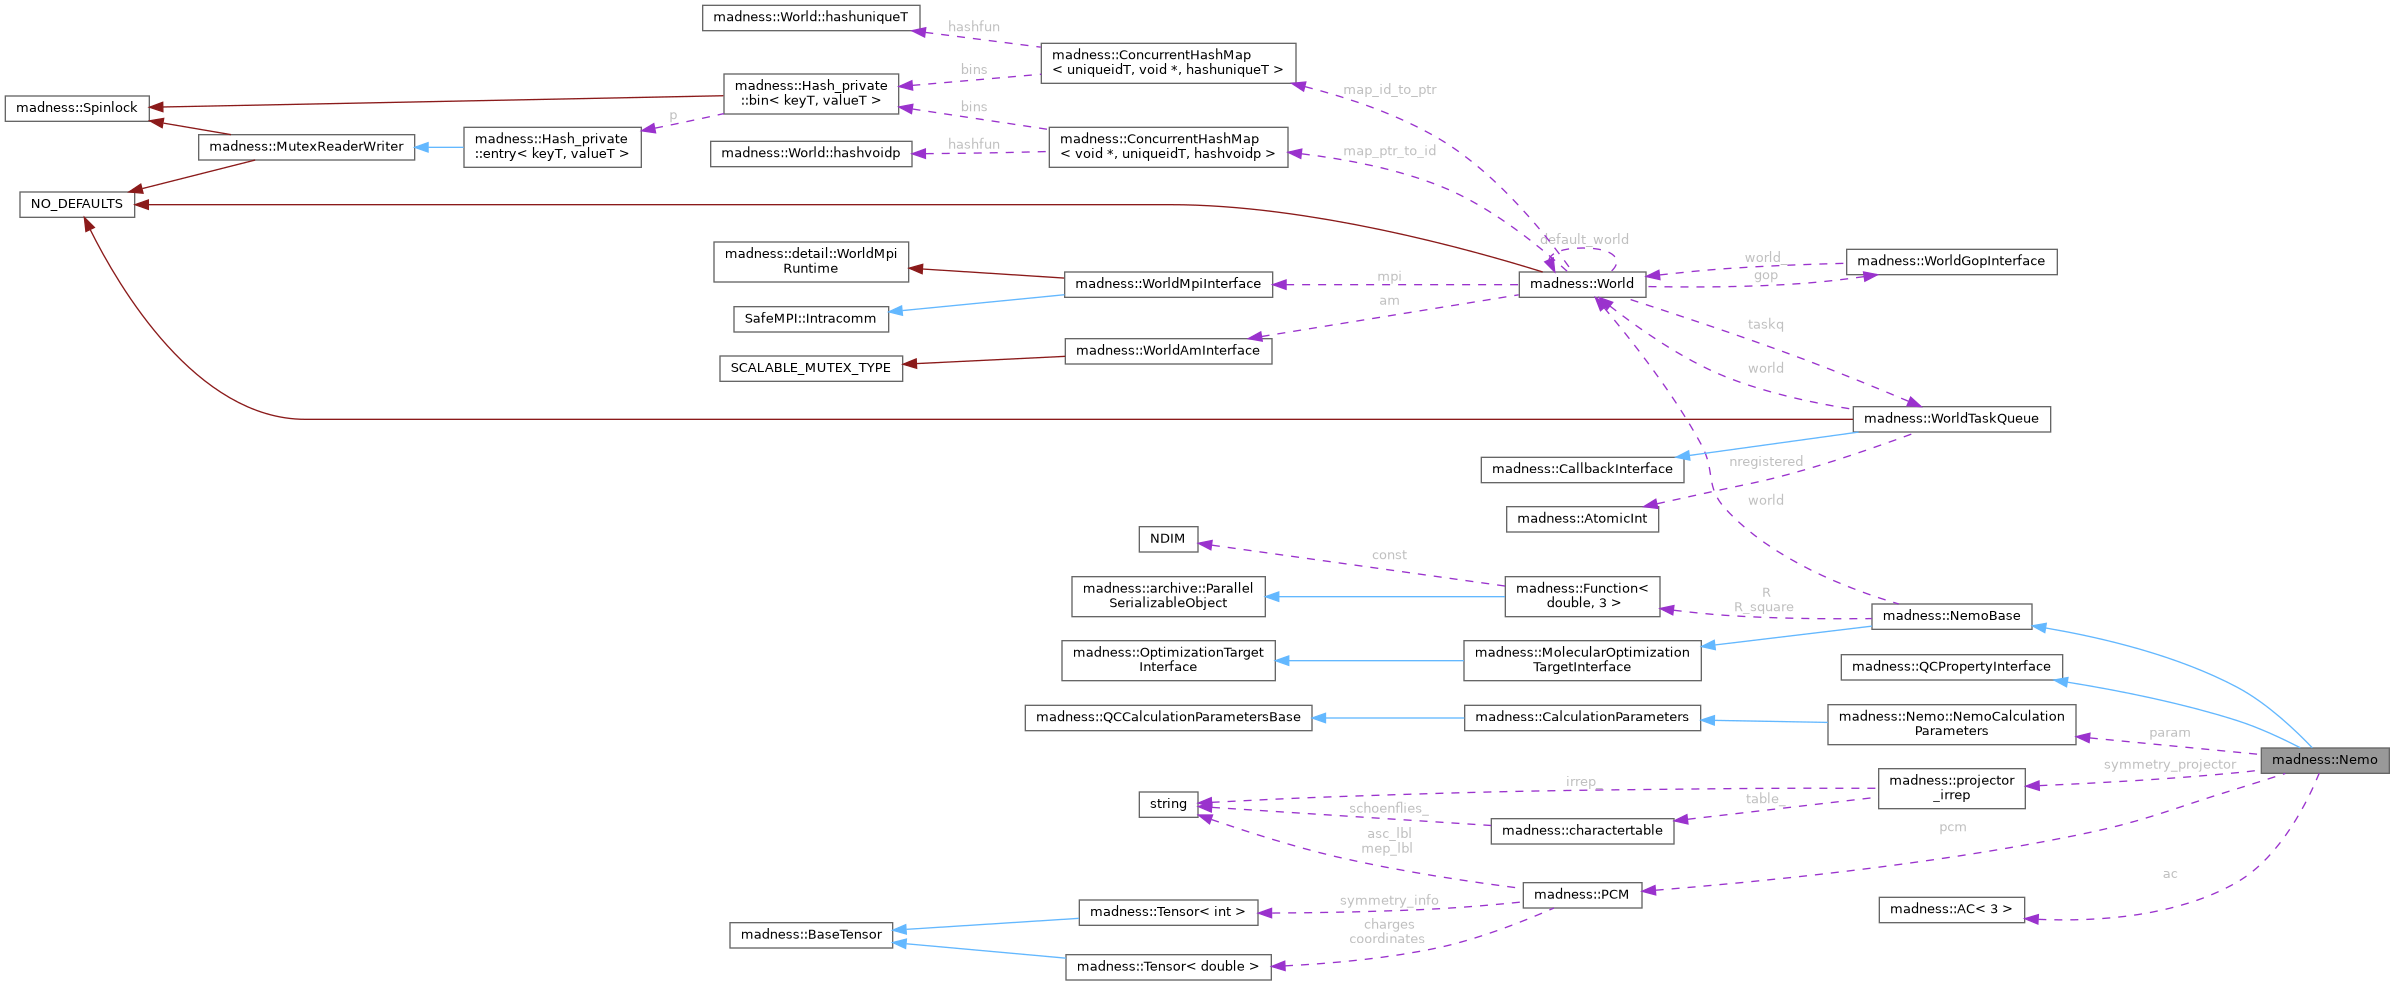 madness::World::hashuniqueT
hashfun
madness::ConcurrentHashMap
< uniqueidT, void *, hashuniqueT >
bins
madness::Hash_private
::bin< keyT, valueT >
map_id_to_ptr
madness::Spinlock
bins
p
madness::MutexReaderWriter
madness::Hash_private
::entry< keyT, valueT >
madness::World::hashvoidp
hashfun
madness::ConcurrentHashMap
< void *, uniqueidT, hashvoidp >
map_ptr_to_id
NO_DEFAULTS
madness::detail::WorldMpi
Runtime
default_world
world_
madness::WorldGopInterface
gop
madness::WorldMpiInterface
mpi
madness::World
am
SafeMPI::Intracomm
taskq
madness::WorldAmInterface
SCALABLE_MUTEX_TYPE
world
madness::WorldTaskQueue
madness::CallbackInterface
nregistered
world
madness::AtomicInt
NDIM
const
madness::archive::Parallel
SerializableObject
madness::Function<
double, 3 >
R
R_square
madness::NemoBase
madness::OptimizationTarget
Interface
madness::MolecularOptimization
TargetInterface
madness::QCPropertyInterface
madness::QCCalculationParametersBase
madness::CalculationParameters
madness::Nemo::NemoCalculation
Parameters
param
madness::Nemo
symmetry_projector
irrep_
madness::projector
_irrep
string
schoenflies_
table_
madness::charactertable
asc_lbl
mep_lbl
pcm
ac
madness::PCM
symmetry_info
madness::Tensor< int >
madness::AC< 3 >
madness::BaseTensor
charges
coordinates
madness::Tensor< double >